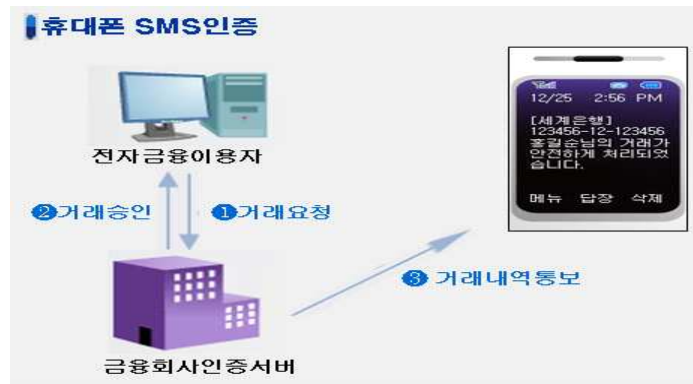 휴대폰 SMS인증
12/25 2:56 PM
[세계은행]
123456-12-123456
홍길순님의 거래가
안전하게 처리되었
습니다.
메뉴 답장 삭제
전자금융이용자
❷거래승인 ❶거래요청
❸ 거래내역통보
금융회사인증서버